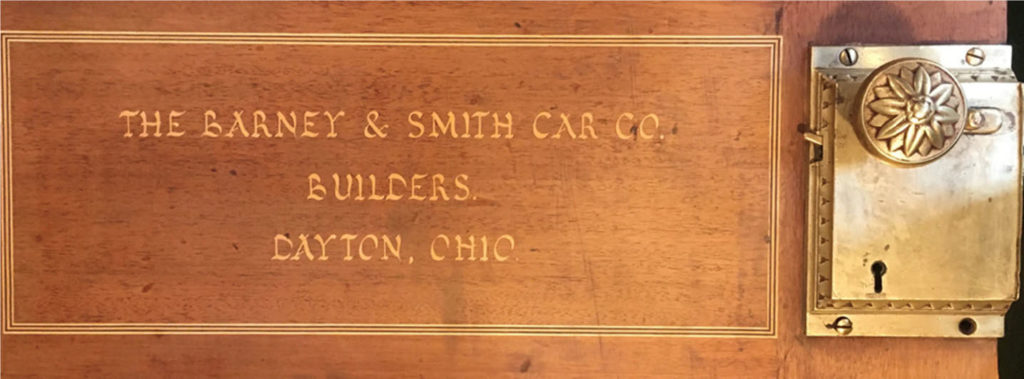 THE BARNEY & SMITH CAR CO.
BUILDERS.
DAYTON, OHIO.